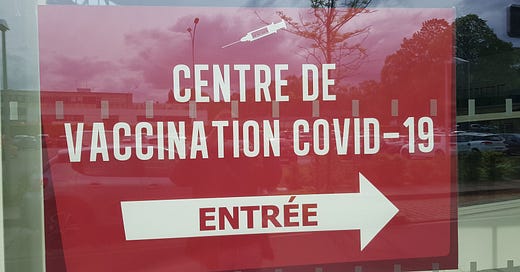 CENTRE DE
VACCINATION COVID-19
ENTRÉE